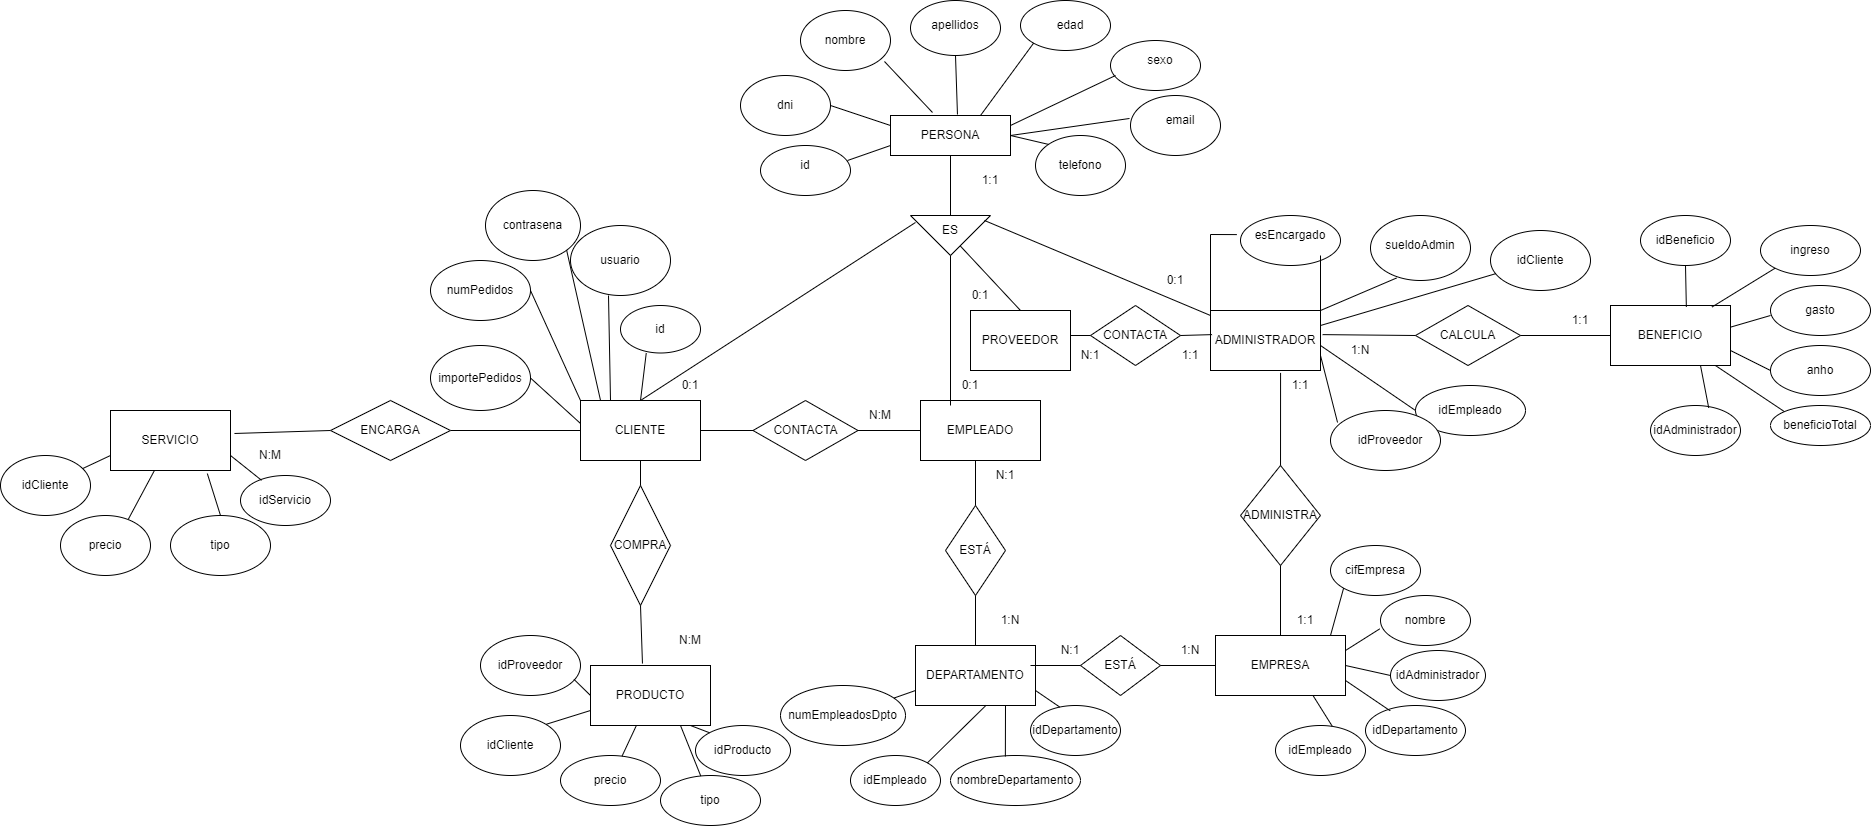 apellidos
edad
nombre
sexo
dni
email
PERSONA
id
telefono
1:1
contrasena
ES
esEncargado
sueldoAdmin
idBeneficio
ingreso
usuario
idCliente
0:1
numPedidos
0:1
gasto
id
1:1
PROVEEDOR
CONTACTA
ADMINISTRADOR
CALCULA
BENEFICIO
N:1
1:1
1:N
importePedidos
anho
0:1
0:1
1:1
idEmpleado
N:M
beneficioTotal
SERVICIO
ENCARGA
CLIENTE
CONTACTA
EMPLEADO
idProveedor
idAdministrador
N:M
N:1
idCliente
idServicio
precio
tipo
COMPRA
ESTÁ
ADMINISTRA
cifEmpresa
1:N
1:1
nombre
N:M
N:1
1:N
idProveedor
ESTÁ
EMPRESA
DEPARTAMENTO
idAdministrador
PRODUCTO
numEmpleadosDpto
idDepartamento
idDepartamento
idCliente
idProducto
idEmpleado
precio
idEmpleado
nombreDepartamento
tipo